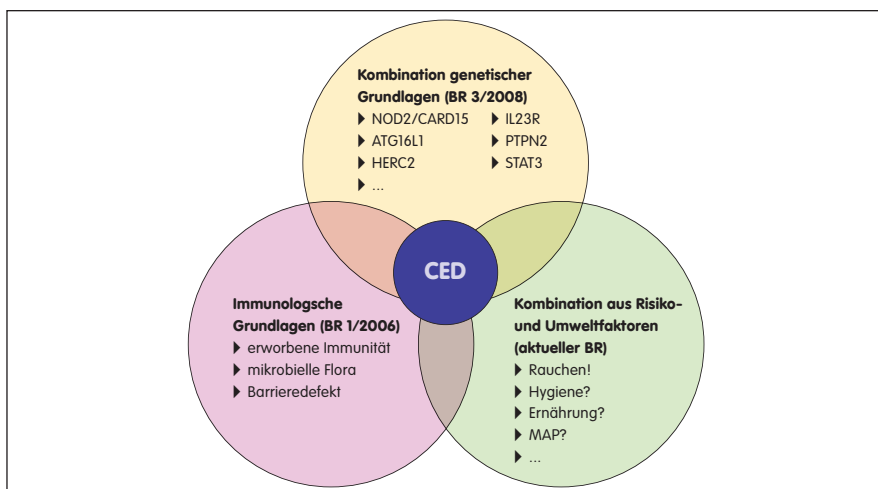 Kombination genetischer
Grundlagen (BR 3/2008)
▶ NOD2/CARD15 ▶ IL23R
▶ ATG16L1 ▶ PTPN2
▶ HERC2 ▶ STAT3
▶ ...
CED
Immunologsche
Grundlagen (BR 1/2006)
▶ erworbene Immunität
▶ mikrobielle Flora
▶ Barrieredefekt
Kombination aus Risiko-
und Umweltfaktoren
(aktueller BR)
▶ Rauchen!
▶ Hygiene?
▶ Ernährung?
▶ MAP?
▶ ...